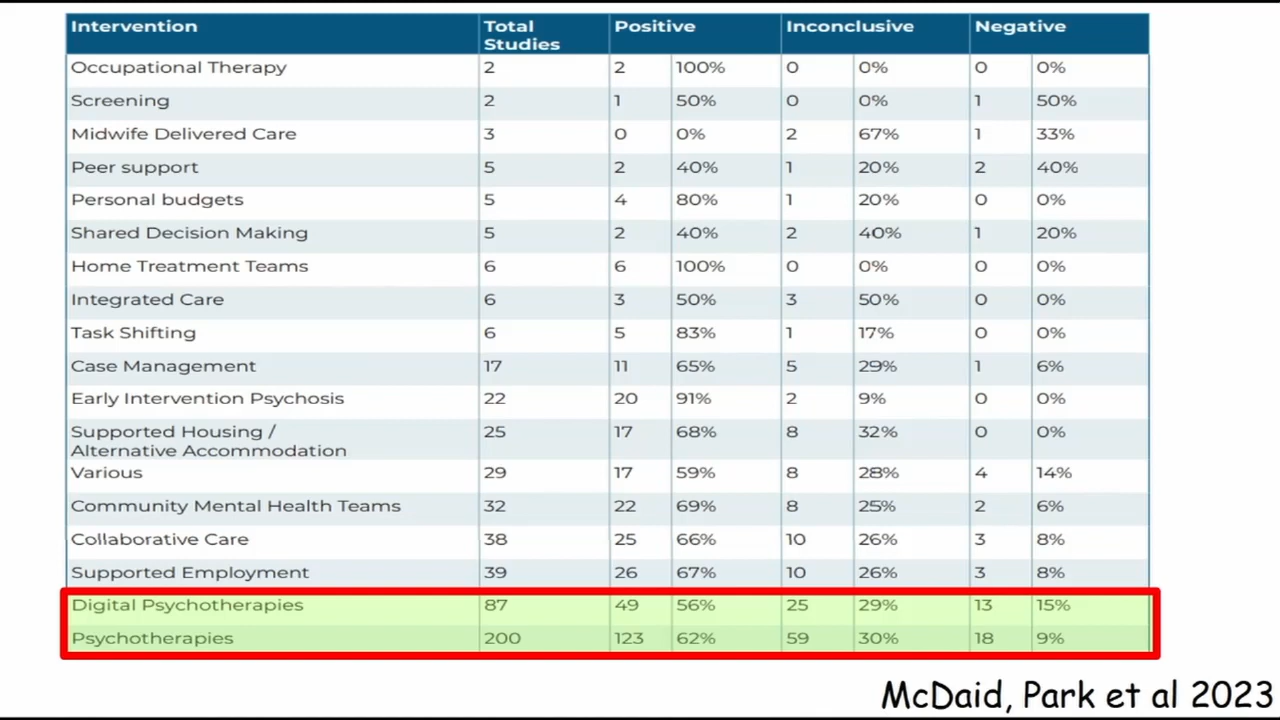 Intervention Total Studies Positive Inconclusive Negative
Occupational Therapy 2 2 100% 0 0% 0 0%
Screening 2 1 50% 0 0% 1 50%
Midwife Delivered Care 3 0 0% 2 67% 1 33%
Peer support 5 2 40% 1 20% 2 40%
Personal budgets 5 4 80% 1 20% 0 0%
Shared Decision Making 5 2 40% 2 40% 1 20%
Home Treatment Teams 6 6 100% 0 0% 0 0%
Integrated Care 6 3 50% 3 50% 0 0%
Task Shifting 6 5 83% 1 17% 0 0%
Case Management 17 11 65% 5 29% 1 6%
Early Intervention Psychosis 22 20 91% 2 9% 0 0%
Supported Housing / Alternative Accommodation 25 17 68% 8 32% 0 0%
Various 29 17 59% 8 28% 4 14%
Community Mental Health Teams 32 22 69% 8 25% 2 6%
Collaborative Care 38 25 66% 10 26% 3 8%
Supported Employment 39 26 67% 10 26% 3 8%
Digital Psychotherapies 87 49 56% 25 29% 13 15%
Psychotherapies 200 123 62% 59 30% 18 9%
McDaid, Park et al 2023